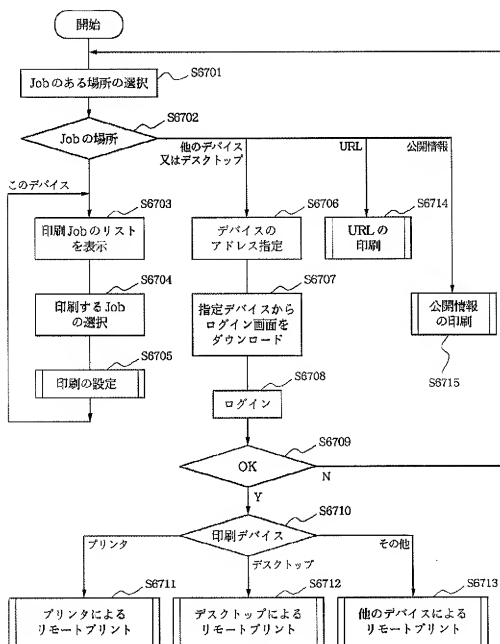 開始
Jobのある場所の選択
S6701
Jobの場所
S6702
このデバイス
他のデバイス
又はデスクトップ
URL
公開情報
S6703
印刷Jobのリスト
を表示
S6704
印刷するJob
の選択
S6705
印刷の設定
S6706
デバイスの
アドレス指定
S6707
指定デバイスから
ログイン画面を
ダウンロード
S6708
ログイン
S6714
URLの
印刷
公開情報
の印刷
S6715
S6709
OK
N
Y
S6710
印刷デバイス
プリンタ
デスクトップ
その他
S6711
プリンタによる
リモートプリント
S6712
デスクトップによる
リモートプリント
S6713
他のデバイスによる
リモートプリント